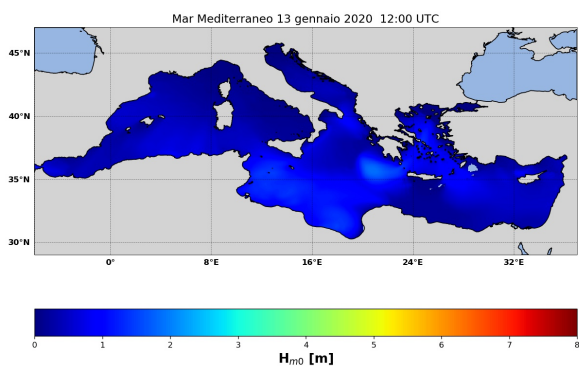 Mar Mediterraneo 13 gennaio 2020  12:00 UTC
45°N
40°N
35°N
30°N
0° 8°E 16°E 24°E 32°E
0 1 2 3 4 5 6 7 8
Hm0 [m]